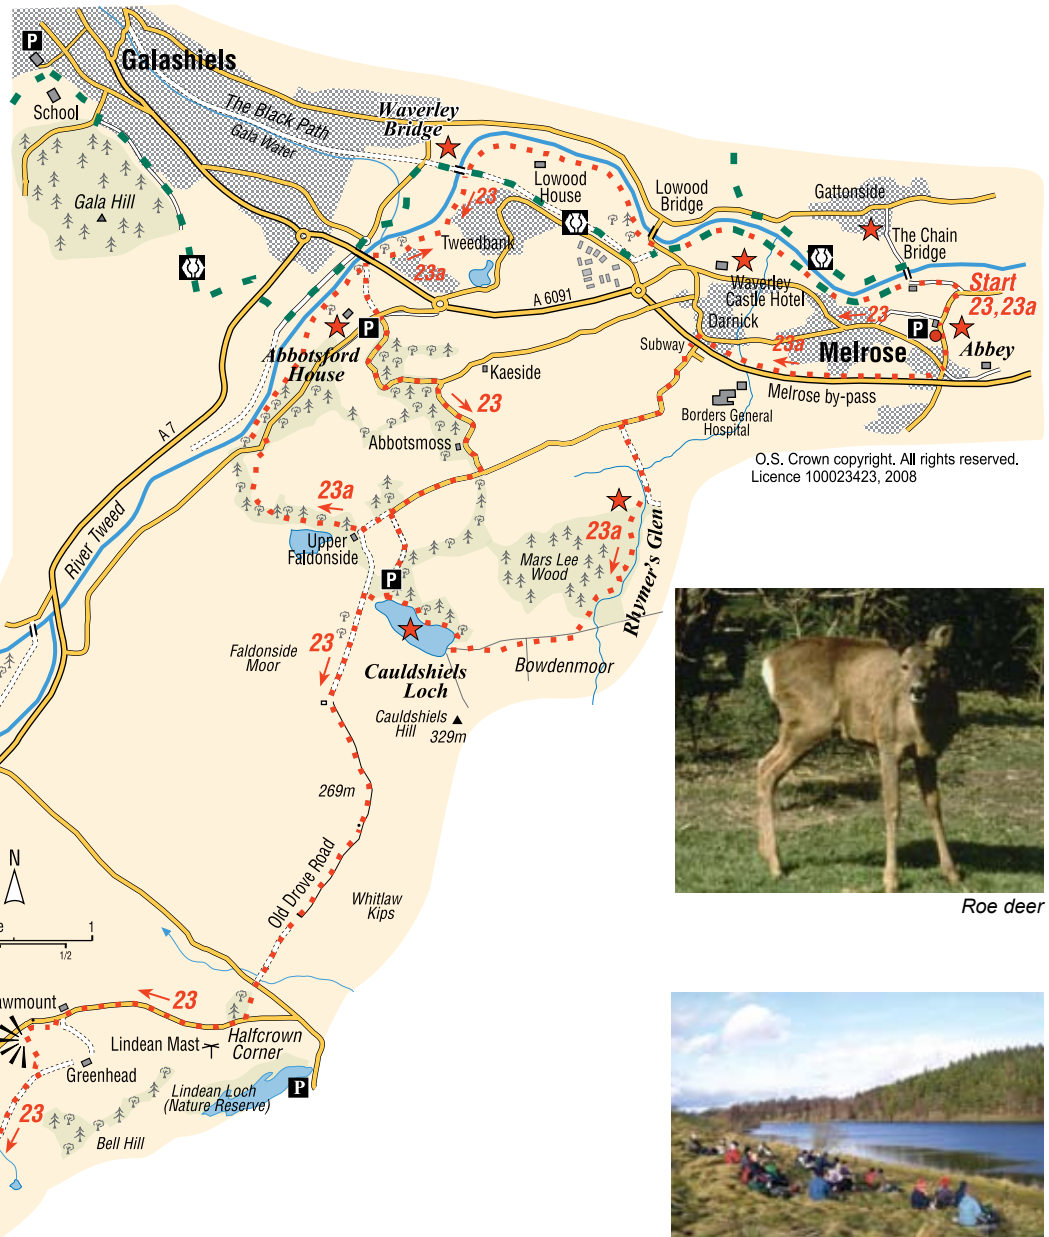 P
Galashiels
School
The Black Path
Gala Water
Waverley
Bridge
Gala Hill
Lowood
House
Lowood
Bridge
Gattonside
The Chain
Bridge
23
Tweedbank
23a
Start
23, 23a
Waverley
Castle Hotel
A 6091
23
Darnick
P
Abbotsford
House
P
Melrose
Abbey
Subway
23a
Kaeside
Melrose by-pass
23
Borders General
Hospital
A 7
Abbotsmoss
O.S. Crown copyright. All rights reserved.
Licence 100023423, 2008
23a
River Tweed
Upper
Faldonside
23a
Mars Lee
Wood
Rhymer's Glen
P
23
Faldonside
Moor
Cauldshiels
Loch
Bowdenmoor
Cauldshiels
Hill 329m
269m
Old Drove Road
N
Whitlaw
Kips
Roe deer
e
1
1/2
23
awmount
Lindean Mast
Halfcrown
Corner
Greenhead
Lindean Loch
(Nature Reserve)
P
23
Bell Hill